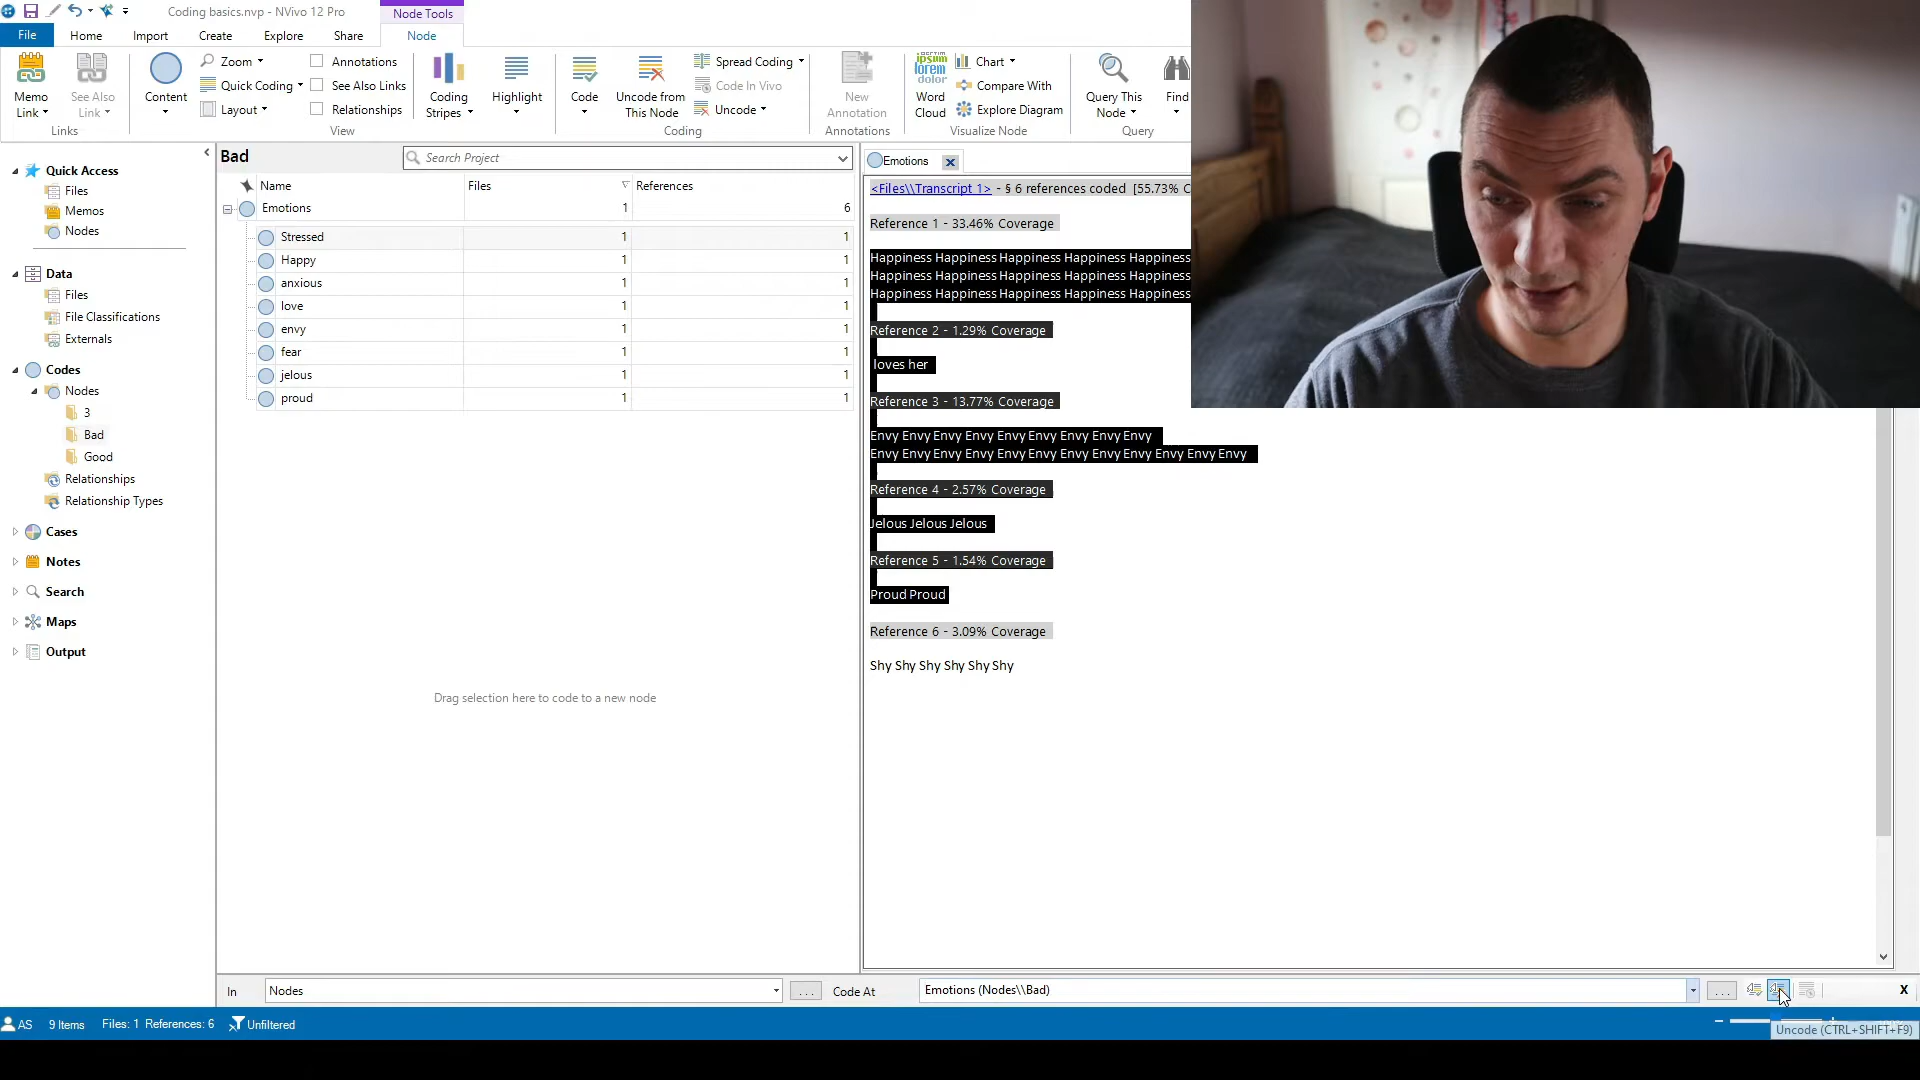 Coding basics.nvp - NVivo 12 Pro
Node Tools
File
Home
Import
Create
Explore
Share
Node
Memo Link
See Also Link
Links
Content
Zoom
Quick Coding
Layout
Annotations
See Also Links
Relationships
View
Coding Stripes
Highlight
Code
Uncode from This Node
Spread Coding
Code In Vivo
Uncode
Coding
New Annotation
Annotations
Word Cloud
Chart
Compare With
Explore Diagram
Visualize Node
Query This Node
Find
Query
Quick Access
Files
Memos
Nodes
Data
Files
File Classifications
Externals
Codes
Nodes
3
Bad
Good
Relationships
Relationship Types
Cases
Notes
Search
Maps
Output
Bad
Search Project
Name Files References
Emotions 1 6
Stressed 1 1
Happy 1 1
anxious 1 1
love 1 1
envy 1 1
fear 1 1
jelous 1 1
proud 1 1
Drag selection here to code to a new node
Emotions
<Files\\Transcript 1> - § 6 references coded [55.73% C
Reference 1 - 33.46% Coverage
Happiness Happiness Happiness Happiness Happiness
Happiness Happiness Happiness Happiness Happiness
Happiness Happiness Happiness Happiness Happiness
Reference 2 - 1.29% Coverage
loves her
Reference 3 - 13.77% Coverage
Envy Envy Envy Envy Envy Envy Envy Envy Envy
Envy Envy Envy Envy Envy Envy Envy Envy Envy Envy Envy Envy
Reference 4 - 2.57% Coverage
Jelous Jelous Jelous
Reference 5 - 1.54% Coverage
Proud Proud
Reference 6 - 3.09% Coverage
Shy Shy Shy Shy Shy Shy
In
Nodes
...
Code At
Emotions (Nodes\\Bad)
...
X
AS
9 Items
Files: 1 References: 6
Unfiltered
Uncode (CTRL+SHIFT+F9)